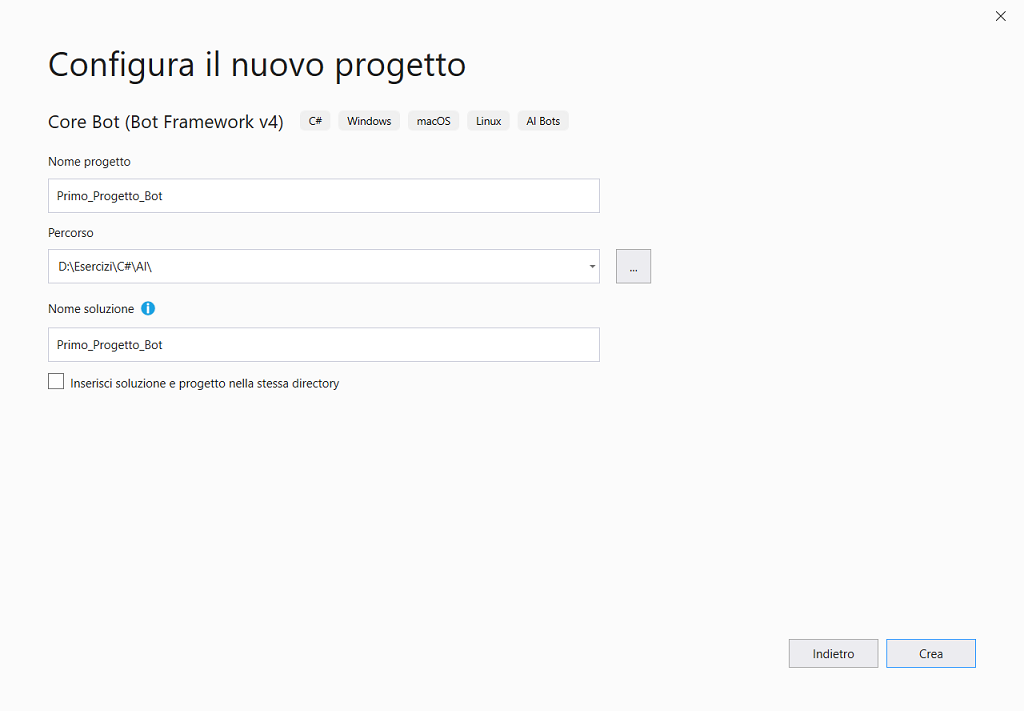 Configura il nuovo progetto
Core Bot (Bot Framework v4) C# Windows macOS Linux AI Bots
Nome progetto
Primo_Progetto_Bot
Percorso
D:\Esercizi\C#\AI\ ...
Nome soluzione
Primo_Progetto_Bot
Inserisci soluzione e progetto nella stessa directory
Indietro Crea